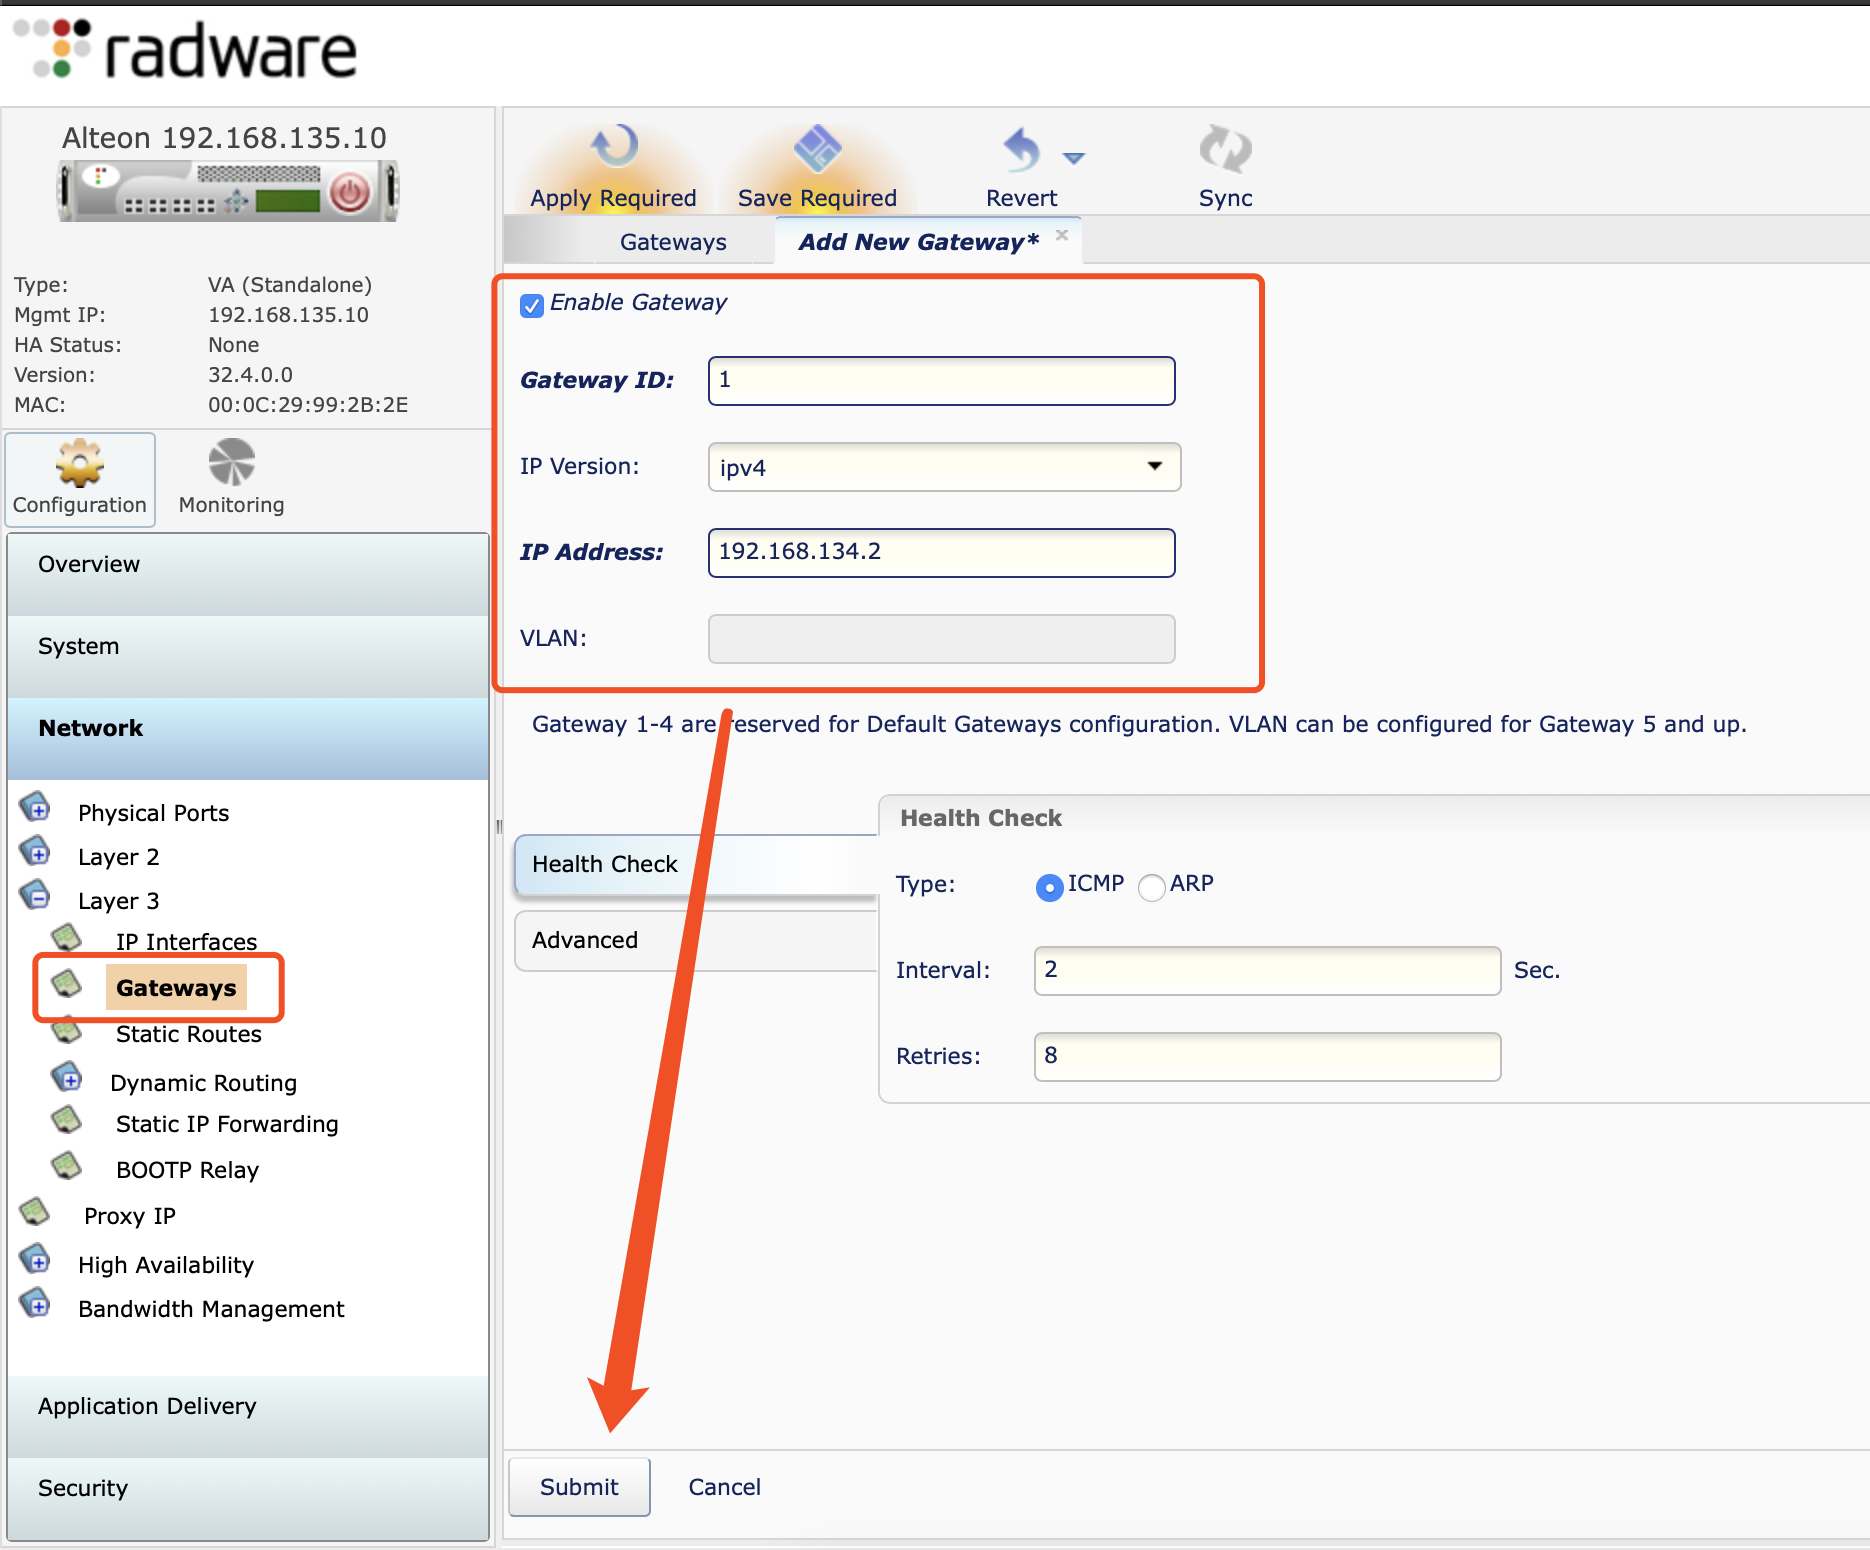 radware
Alteon 192.168.135.10
Type: VA (Standalone)
Mgmt IP: 192.168.135.10
HA Status: None
Version: 32.4.0.0
MAC: 00:0C:29:99:2B:2E
Configuration Monitoring
Overview
System
Network
Physical Ports
Layer 2
Layer 3
IP Interfaces
Gateways
Static Routes
Dynamic Routing
Static IP Forwarding
BOOTP Relay
Proxy IP
High Availability
Bandwidth Management
Application Delivery
Security
Apply Required Save Required Revert Sync
Gateways Add New Gateway*
Enable Gateway
Gateway ID: 1
IP Version: ipv4
IP Address: 192.168.134.2
VLAN:
Gateway 1-4 are reserved for Default Gateways configuration. VLAN can be configured for Gateway 5 and up.
Health Check
Advanced
Health Check
Type: ICMP ARP
Interval: 2 Sec.
Retries: 8
Submit Cancel